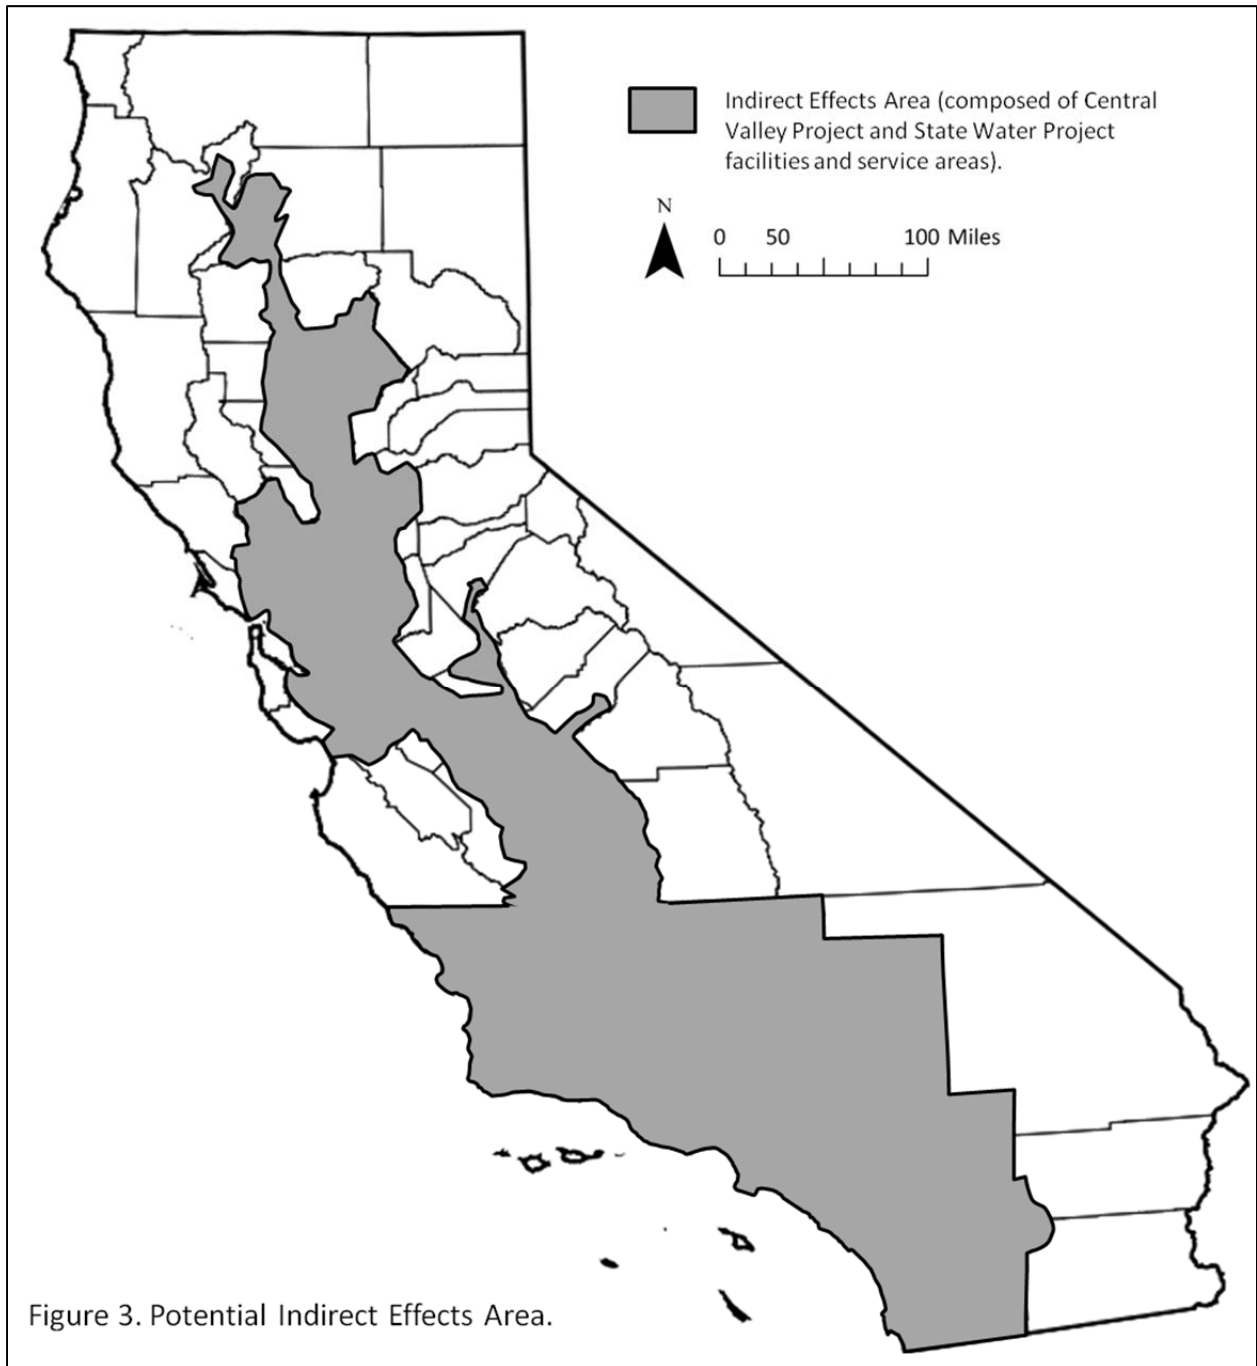 Indirect Effects Area (composed of Central
Valley Project and State Water Project
facilities and service areas).
N
0 50 100 Miles
Figure 3. Potential Indirect Effects Area.